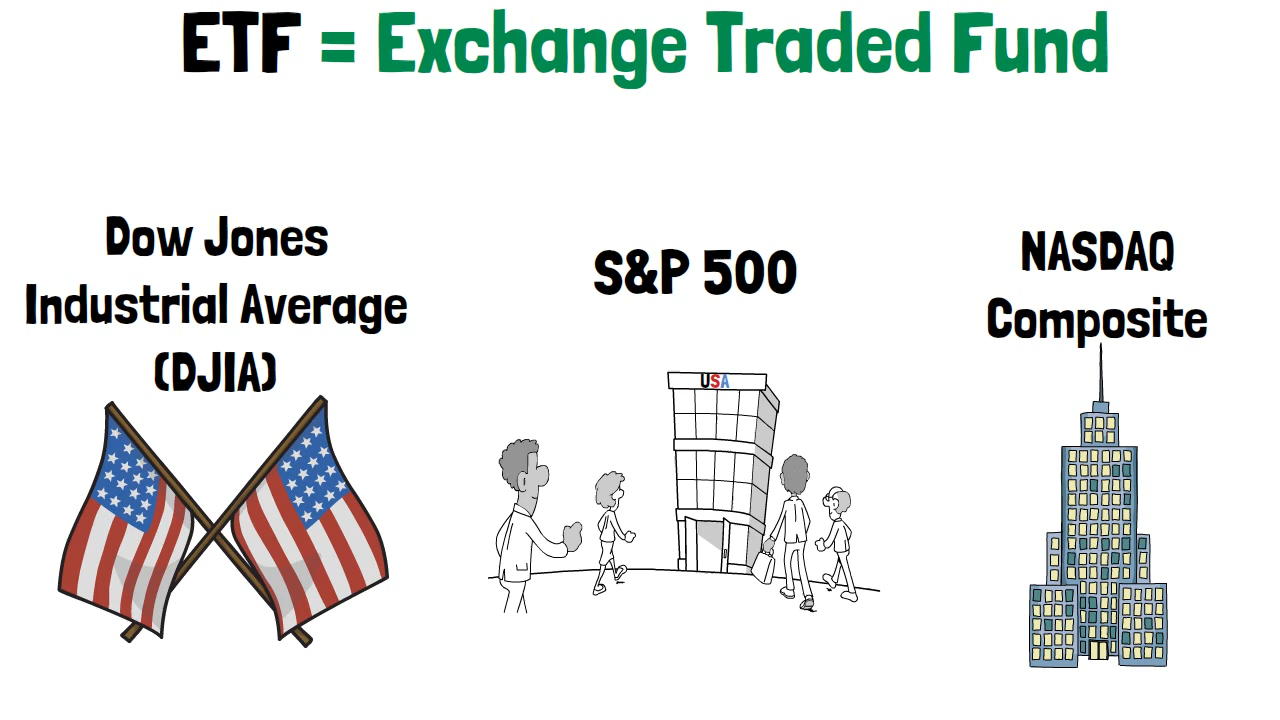 ETF = Exchange Traded Fund
Dow Jones
Industrial Average
(DJIA)
S&P 500
NASDAQ
Composite
USA